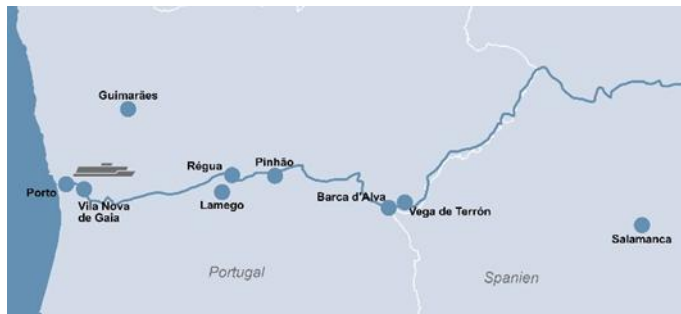 Guimarães
Régua
Pinhão
Porto
Vila Nova
de Gaia
Lamego
Barca d'Alva
Vega de Terrón
Salamanca
Portugal
Spanien